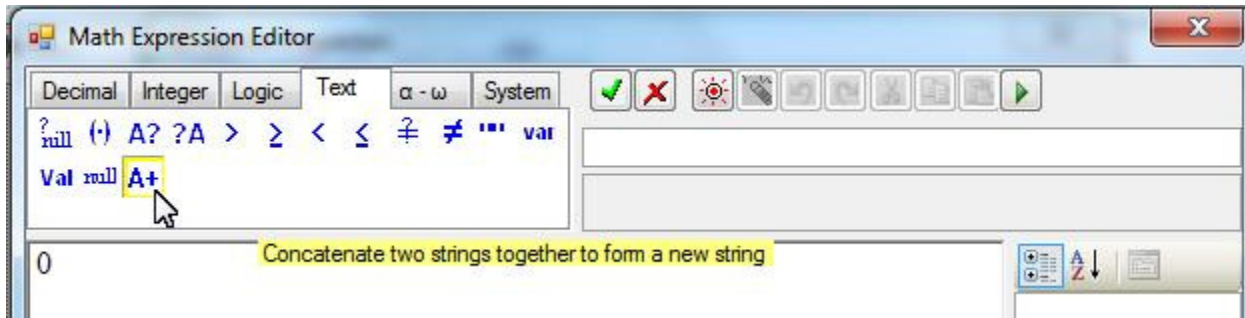 Math Expression Editor
Decimal Integer Logic Text α - ω System
?null (·) A? ?A > ≥ < ≤ ≠ "" var
Val null A+
Concatenate two strings together to form a new string
0
A
Z